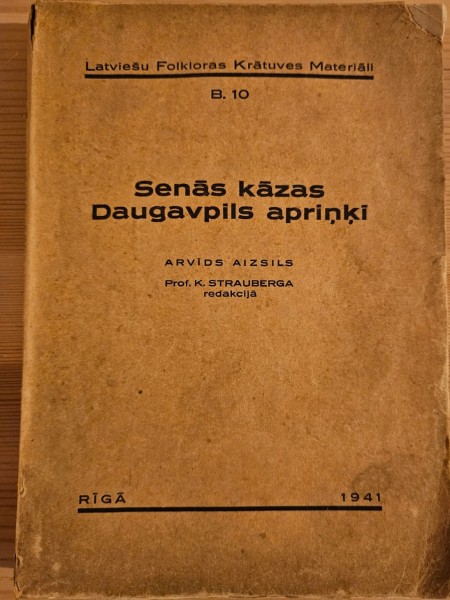 Latviešu Folkloras Krātuves Materiāli
B. 10
Senās kāzas
Daugavpils apriņķī
ARVĪDS AIZSILS
Prof. K. STRAUBERGA
redakcijā
RĪGĀ 1941